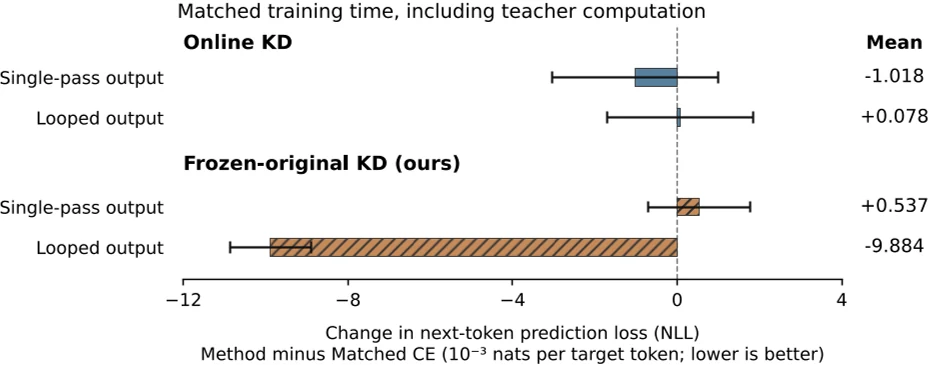 Matched training time, including teacher computation
Online KD
Mean
Single-pass output
-1.018
Looped output
+0.078
Frozen-original KD (ours)
Single-pass output
+0.537
Looped output
-9.884
−12 −8 −4 0 4
Change in next-token prediction loss (NLL)
Method minus Matched CE (10⁻³ nats per target token; lower is better)